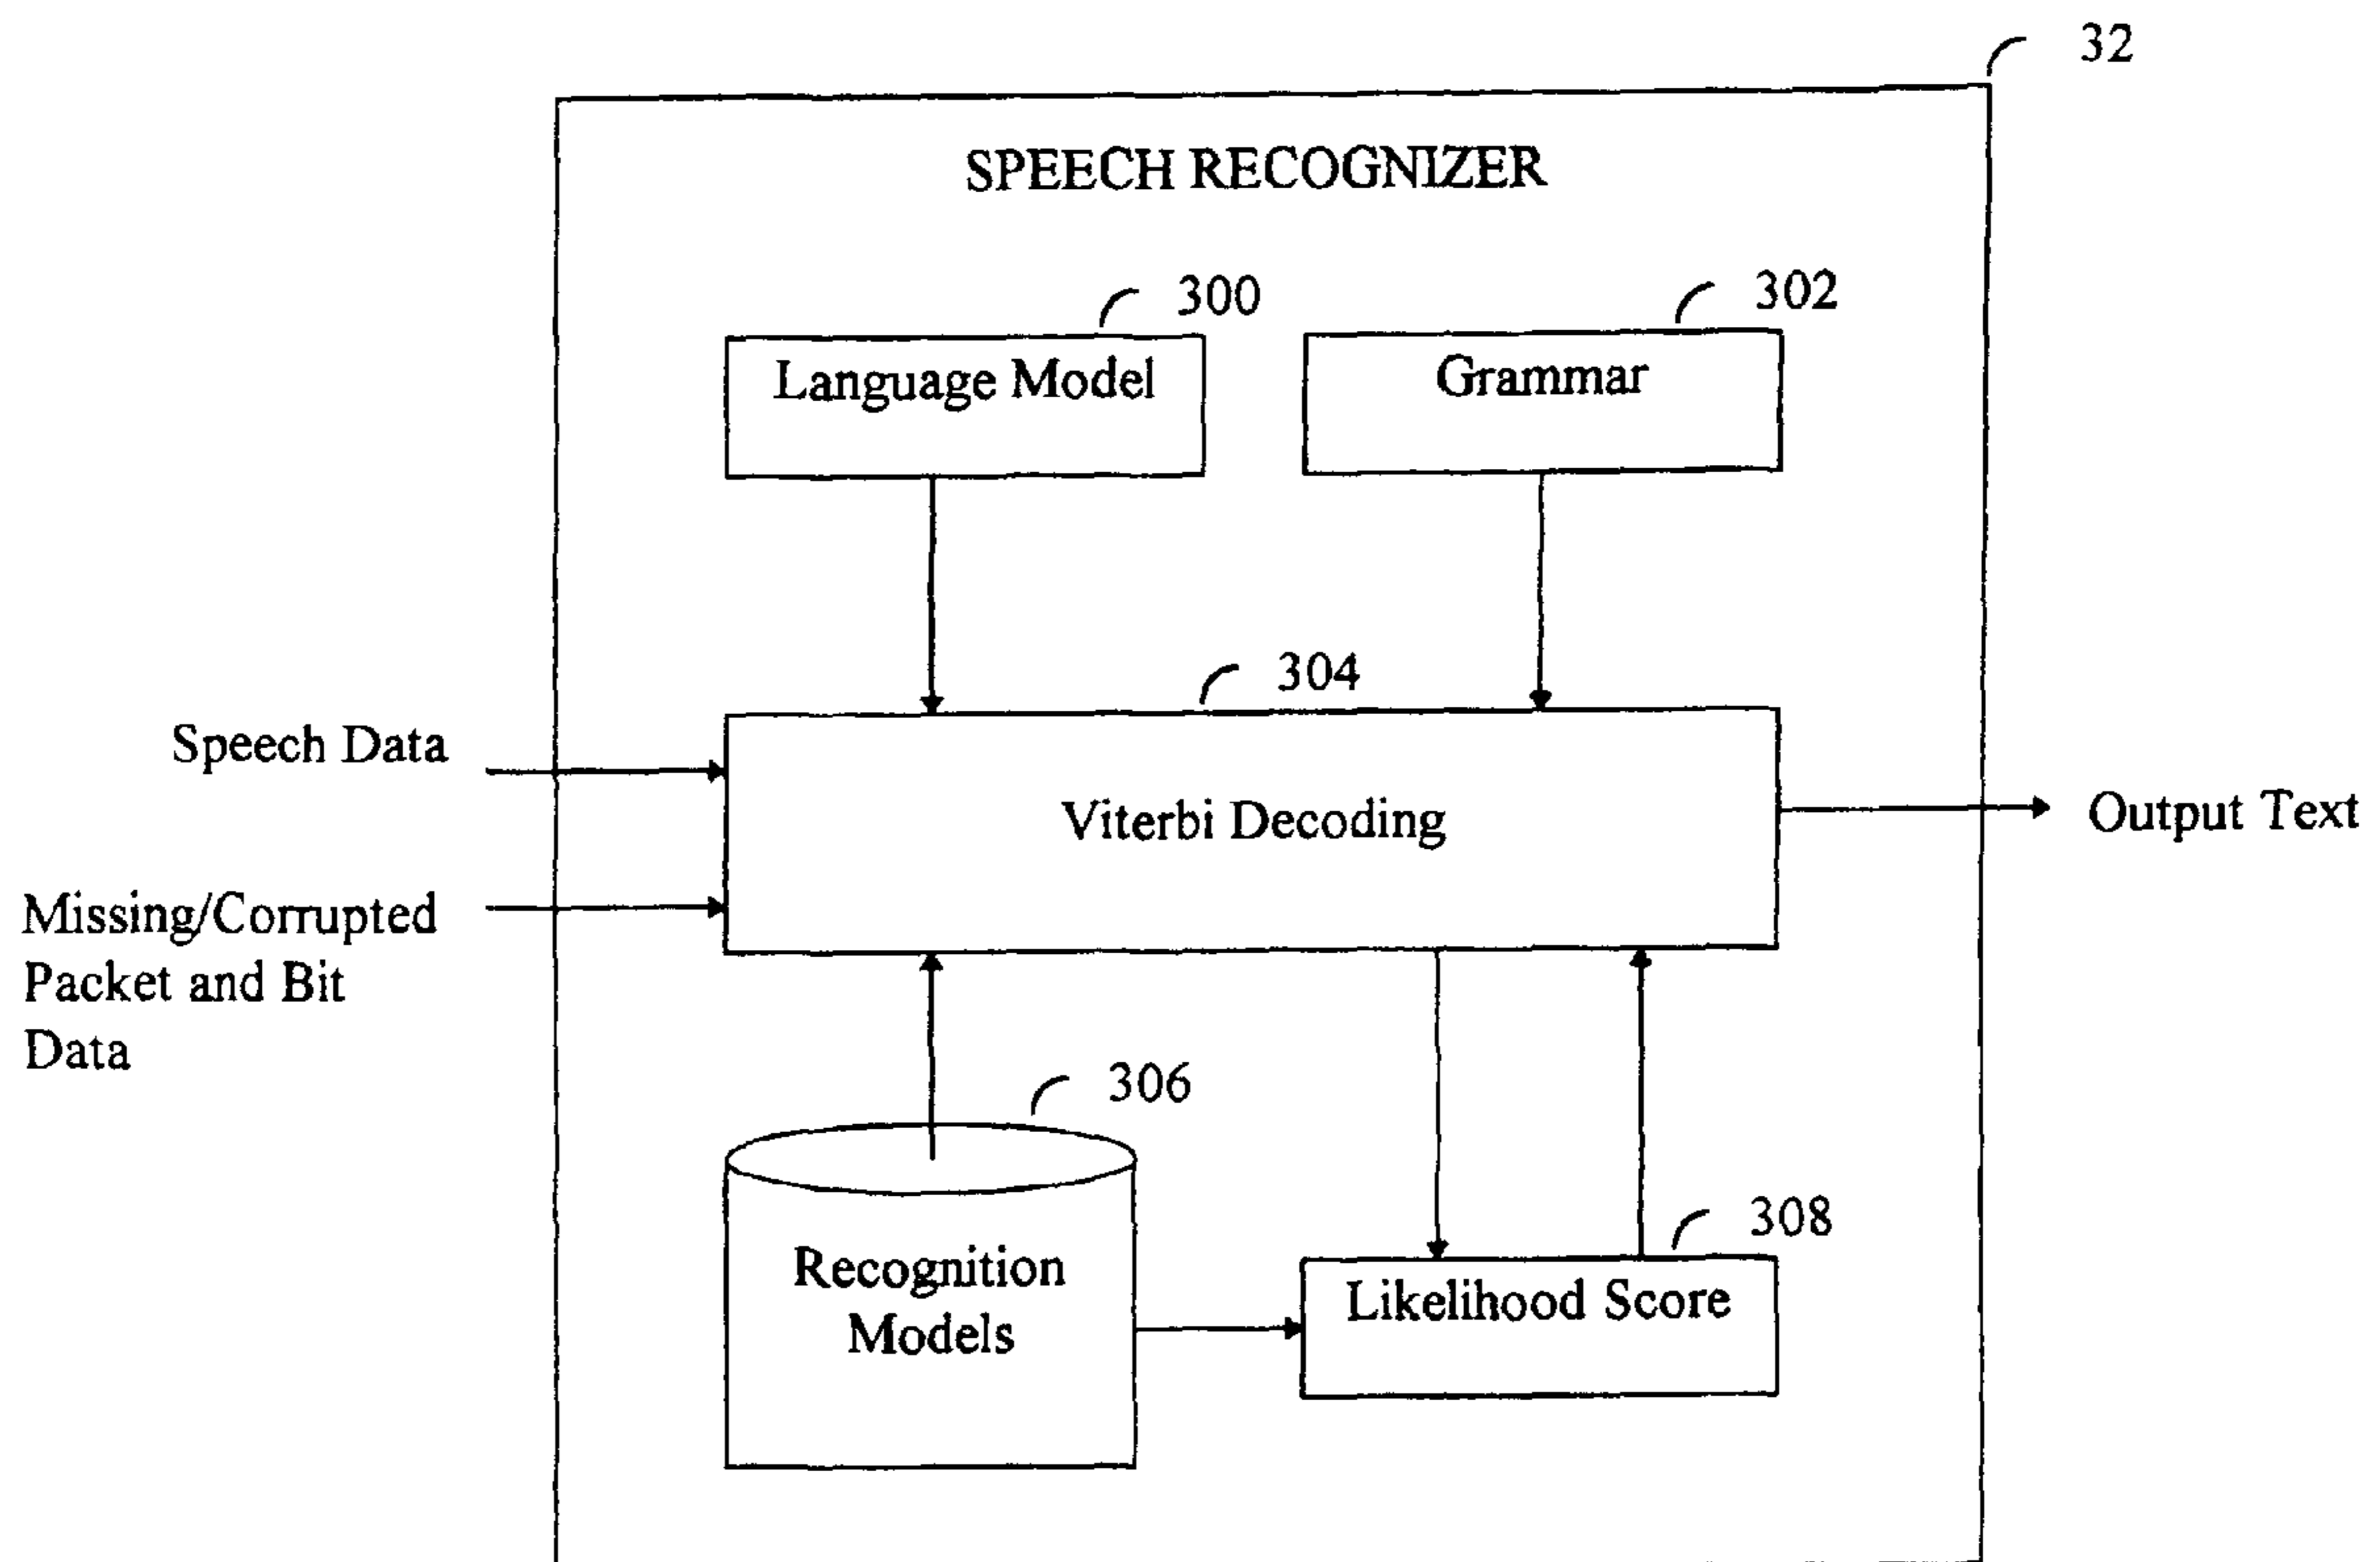 32
SPEECH RECOGNIZER
300
302
Language Model
Grammar
304
Speech Data
Viterbi Decoding
Output Text
Missing/Corrupted
Packet and Bit
Data
306
308
Recognition
Models
Likelihood Score